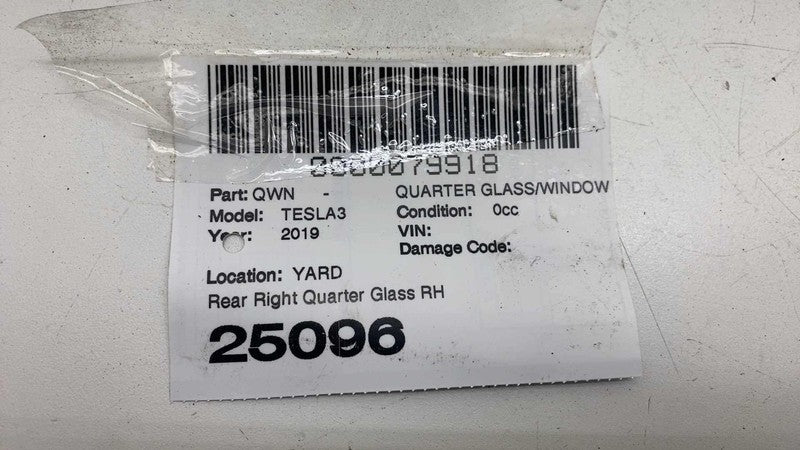 0000079918
Part: QWN - QUARTER GLASS/WINDOW
Model: TESLA3 Condition: 0cc
Year: 2019 VIN:
Damage Code:
Location: YARD
Rear Right Quarter Glass RH
25096